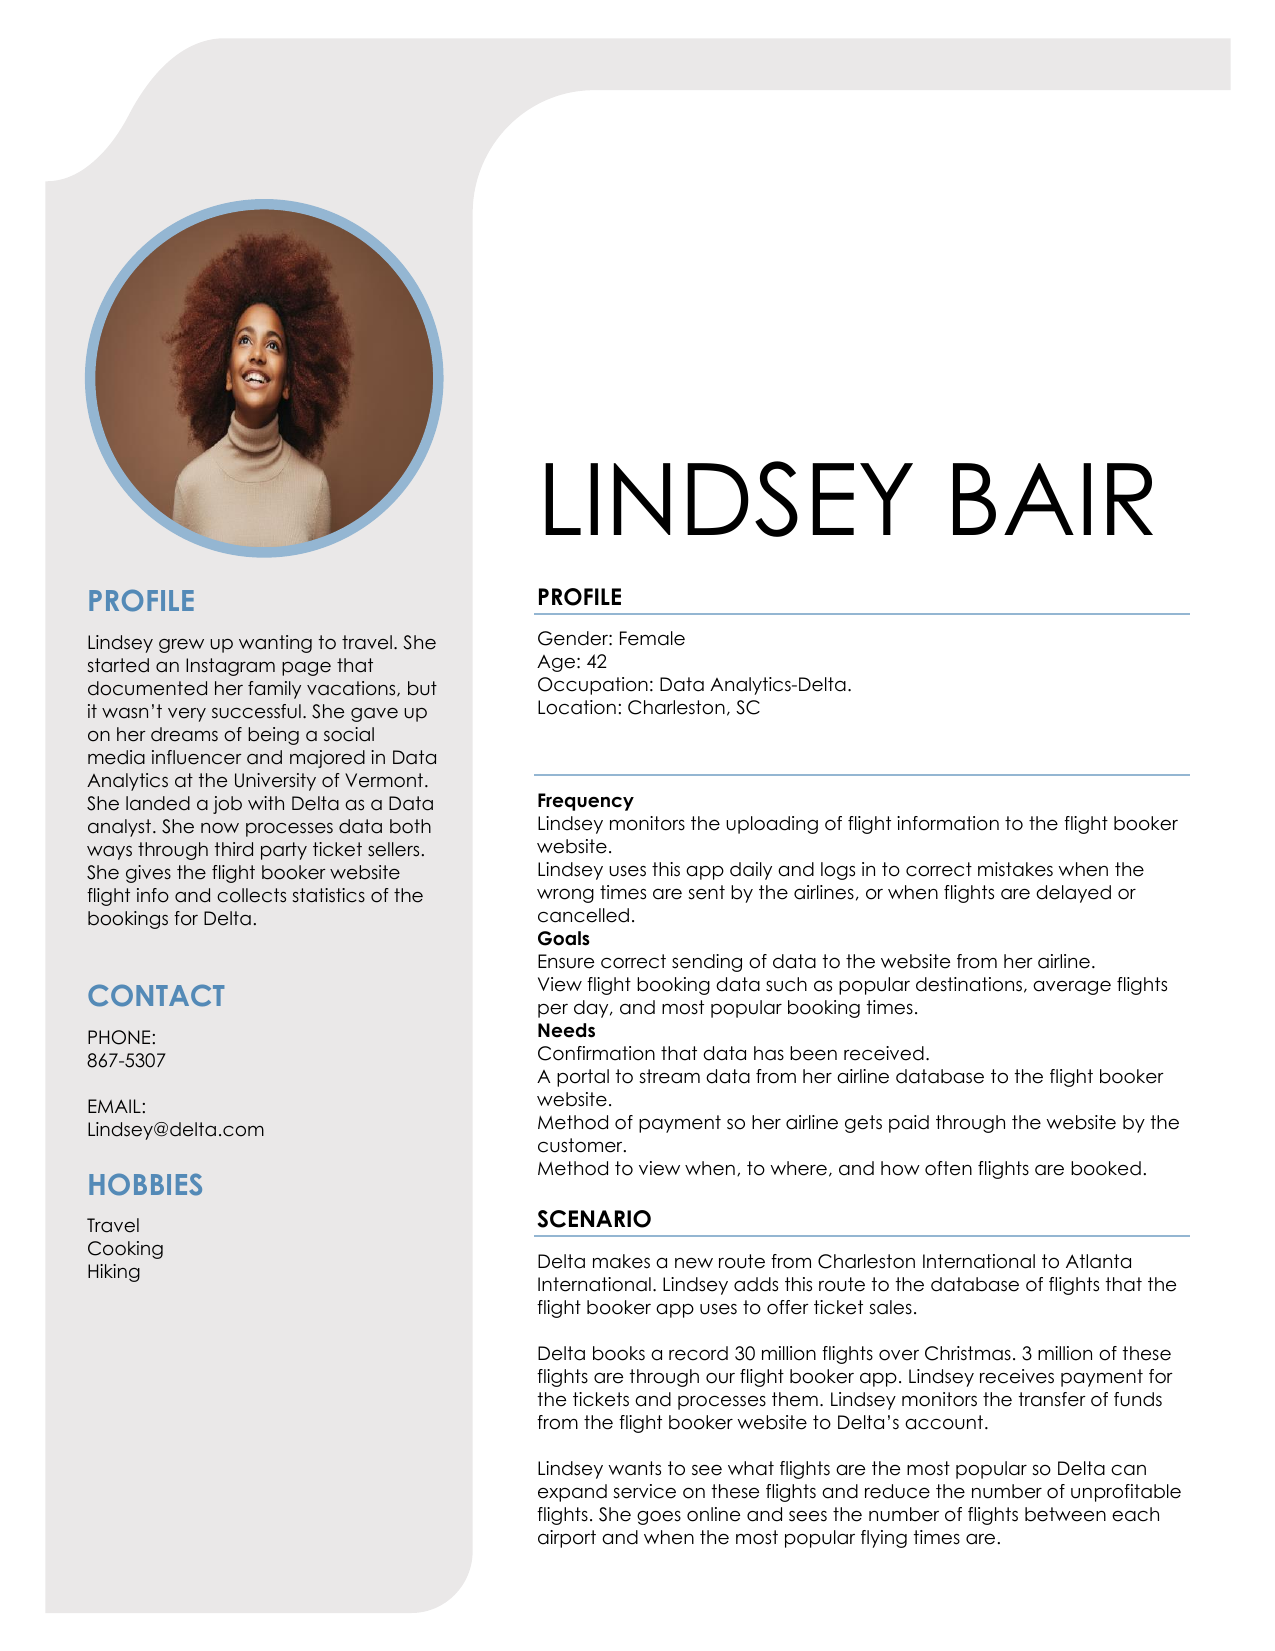 LINDSEY BAIR
PROFILE
Lindsey grew up wanting to travel. She
started an Instagram page that
documented her family vacations, but
it wasn’t very successful. She gave up
on her dreams of being a social
media influencer and majored in Data
Analytics at the University of Vermont.
She landed a job with Delta as a Data
analyst. She now processes data both
ways through third party ticket sellers.
She gives the flight booker website
flight info and collects statistics of the
bookings for Delta.
CONTACT
PHONE:
867-5307
EMAIL:
Lindsey@delta.com
HOBBIES
Travel
Cooking
Hiking
PROFILE
Gender: Female
Age: 42
Occupation: Data Analytics-Delta.
Location: Charleston, SC
Frequency
Lindsey monitors the uploading of flight information to the flight booker
website.
Lindsey uses this app daily and logs in to correct mistakes when the
wrong times are sent by the airlines, or when flights are delayed or
cancelled.
Goals
Ensure correct sending of data to the website from her airline.
View flight booking data such as popular destinations, average flights
per day, and most popular booking times.
Needs
Confirmation that data has been received.
A portal to stream data from her airline database to the flight booker
website.
Method of payment so her airline gets paid through the website by the
customer.
Method to view when, to where, and how often flights are booked.
SCENARIO
Delta makes a new route from Charleston International to Atlanta
International. Lindsey adds this route to the database of flights that the
flight booker app uses to offer ticket sales.
Delta books a record 30 million flights over Christmas. 3 million of these
flights are through our flight booker app. Lindsey receives payment for
the tickets and processes them. Lindsey monitors the transfer of funds
from the flight booker website to Delta’s account.
Lindsey wants to see what flights are the most popular so Delta can
expand service on these flights and reduce the number of unprofitable
flights. She goes online and sees the number of flights between each
airport and when the most popular flying times are.